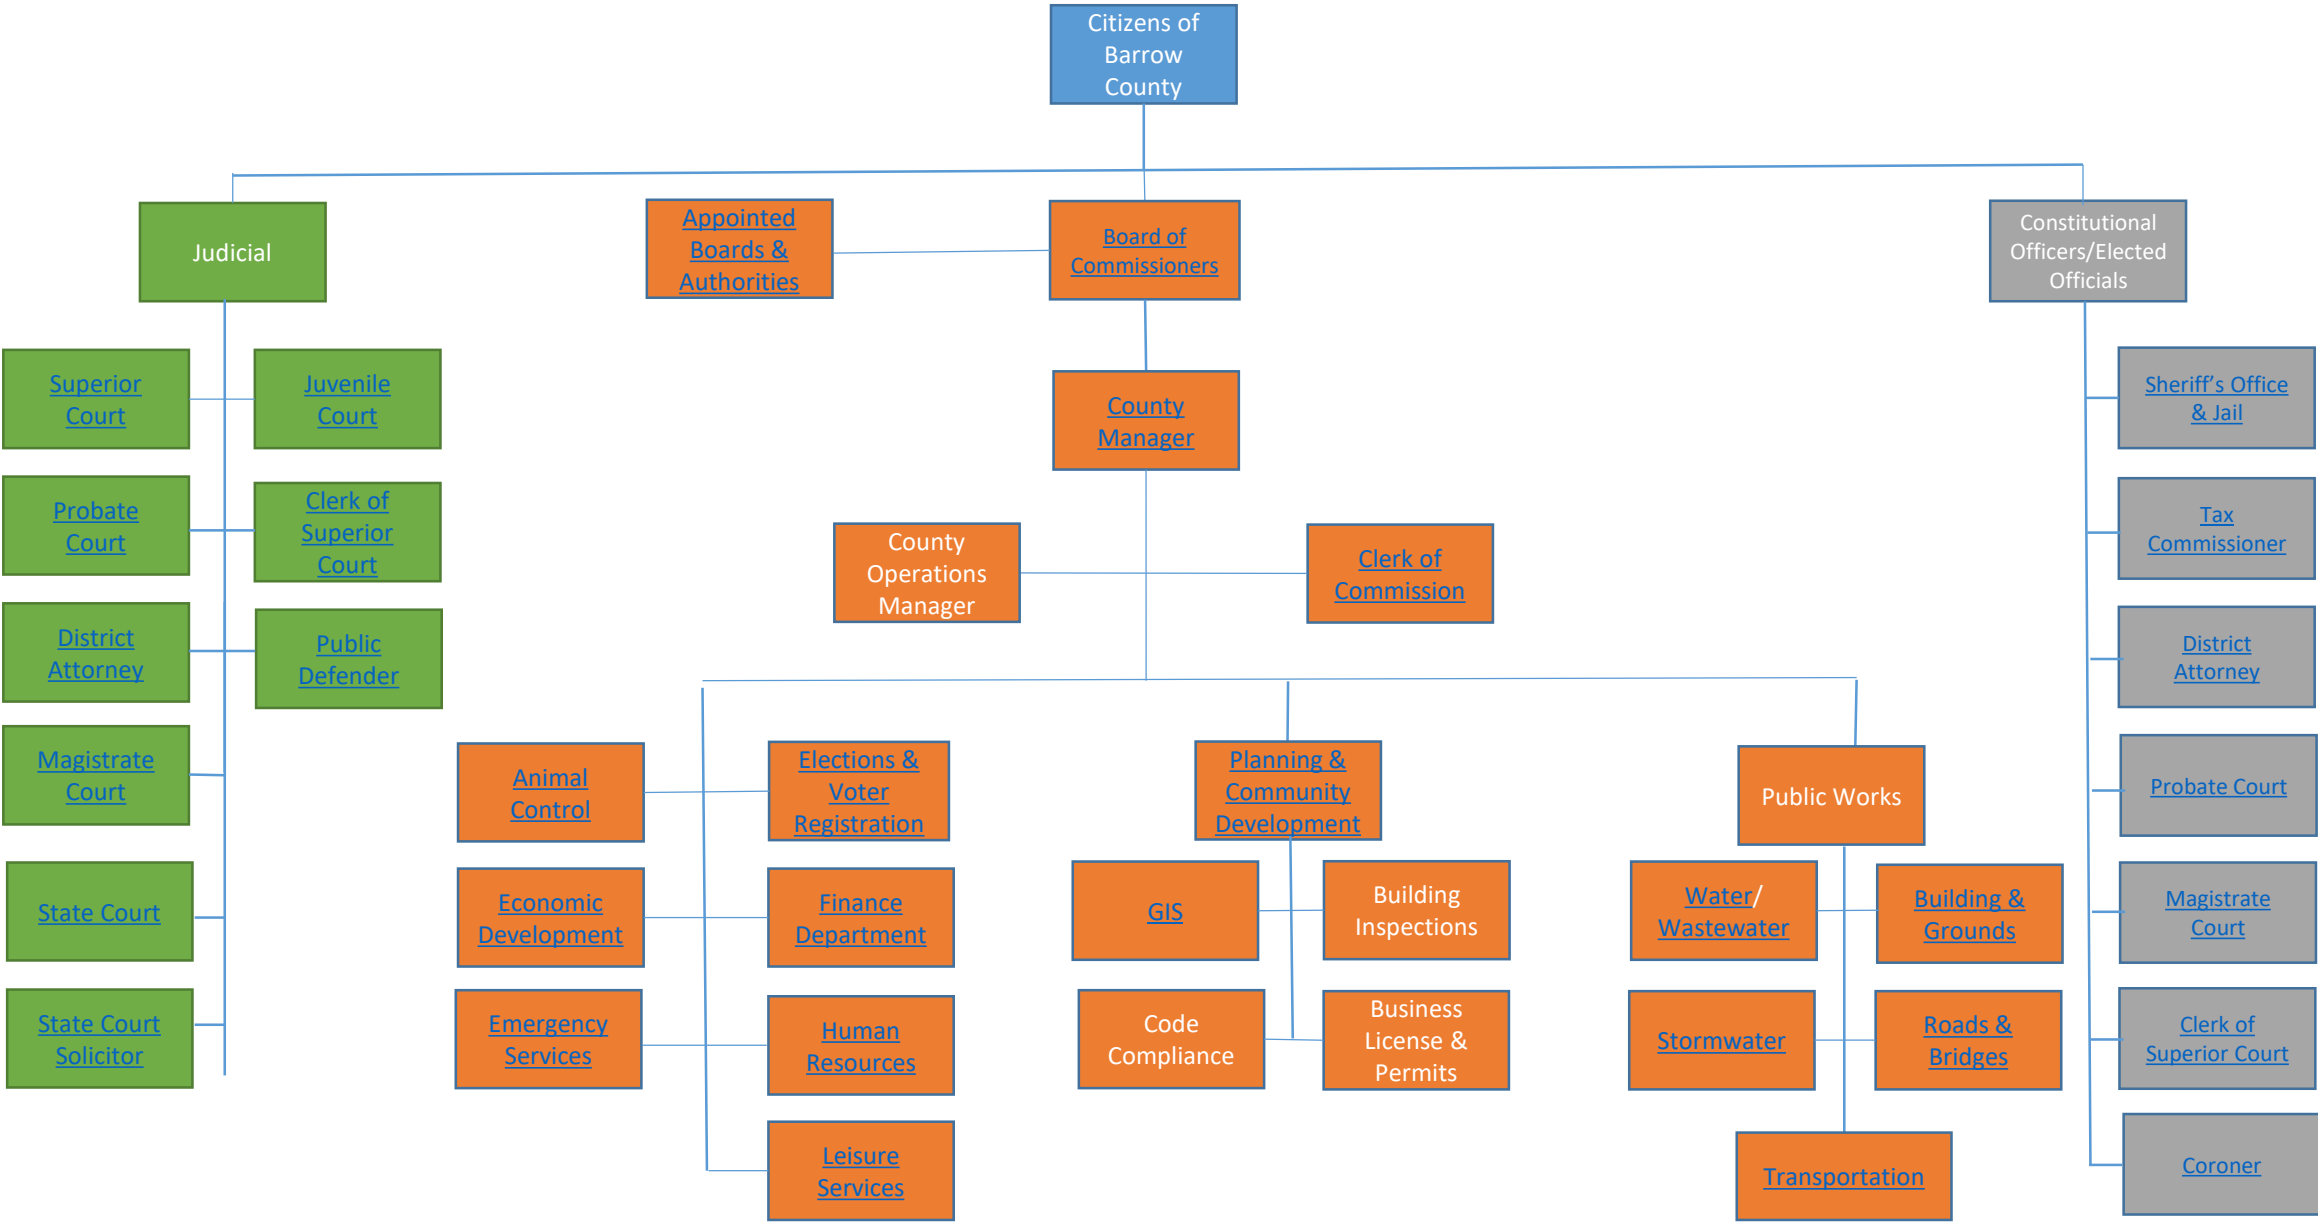 Citizens of
Barrow
County
Judicial
Appointed
Boards &
Authorities
Board of
Commissioners
Constitutional
Officers/Elected
Officials
Superior
Court
Juvenile
Court
Probate
Court
Clerk of
Superior
Court
District
Attorney
Public
Defender
Magistrate
Court
State Court
State Court
Solicitor
County
Manager
County
Operations
Manager
Clerk of
Commission
Animal
Control
Elections &
Voter
Registration
Economic
Development
Finance
Department
Emergency
Services
Human
Resources
Leisure
Services
Planning &
Community
Development
GIS
Building
Inspections
Code
Compliance
Business
License &
Permits
Public Works
Water/
Wastewater
Building &
Grounds
Stormwater
Roads &
Bridges
Transportation
Sheriff’s Office
& Jail
Tax
Commissioner
District
Attorney
Probate Court
Magistrate
Court
Clerk of
Superior Court
Coroner